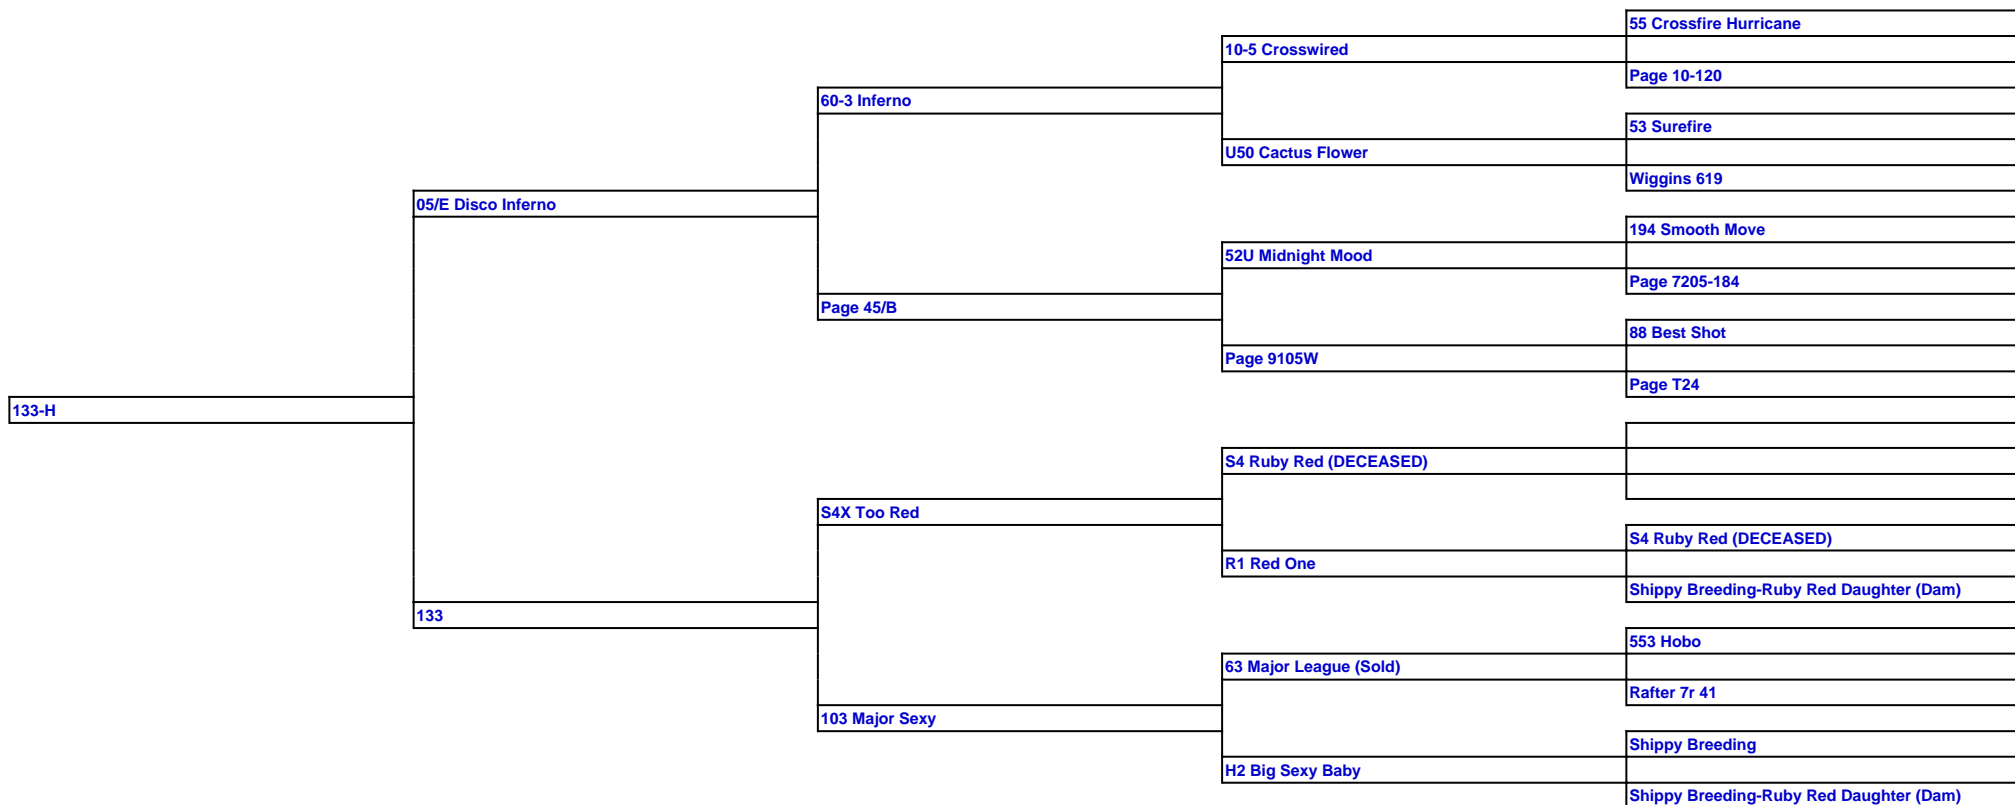 55 Crossfire Hurricane
10-5 Crosswired
Page 10-120
60-3 Inferno
53 Surefire
U50 Cactus Flower
Wiggins 619
05/E Disco Inferno
194 Smooth Move
52U Midnight Mood
Page 7205-184
Page 45/B
88 Best Shot
Page 9105W
Page T24
133-H
S4 Ruby Red (DECEASED)
S4X Too Red
S4 Ruby Red (DECEASED)
R1 Red One
Shippy Breeding-Ruby Red Daughter (Dam)
133
553 Hobo
63 Major League (Sold)
Rafter 7r 41
103 Major Sexy
Shippy Breeding
H2 Big Sexy Baby
Shippy Breeding-Ruby Red Daughter (Dam)